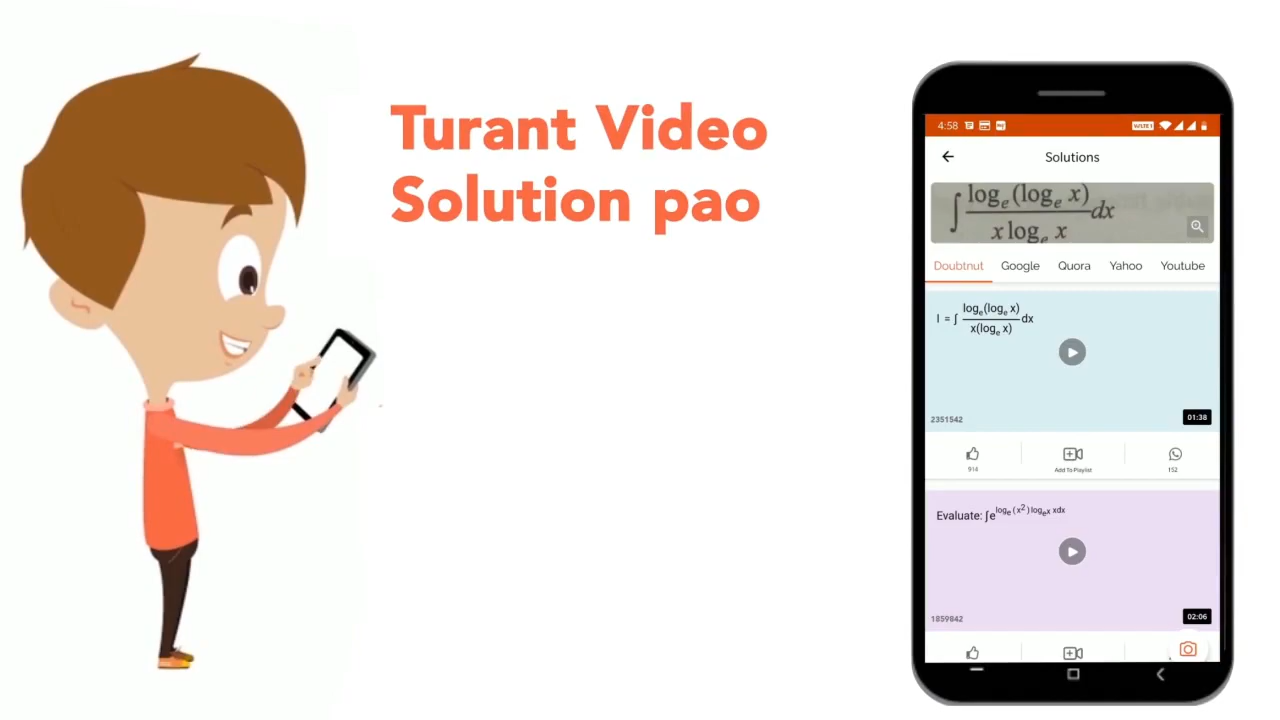 Turant Video
Solution pao
4:58
VoLTE1
Solutions
∫ logₑ(logₑ x) / x logₑ x dx
Doubtnut Google Quora Yahoo Youtube
I = ∫ logₑ(logₑ x) / x(logₑ x) dx
2351542 01:38
914 Add To Playlist 152
Evaluate: ∫e^logₑ(x²)logₑx xdx
1859842 02:06